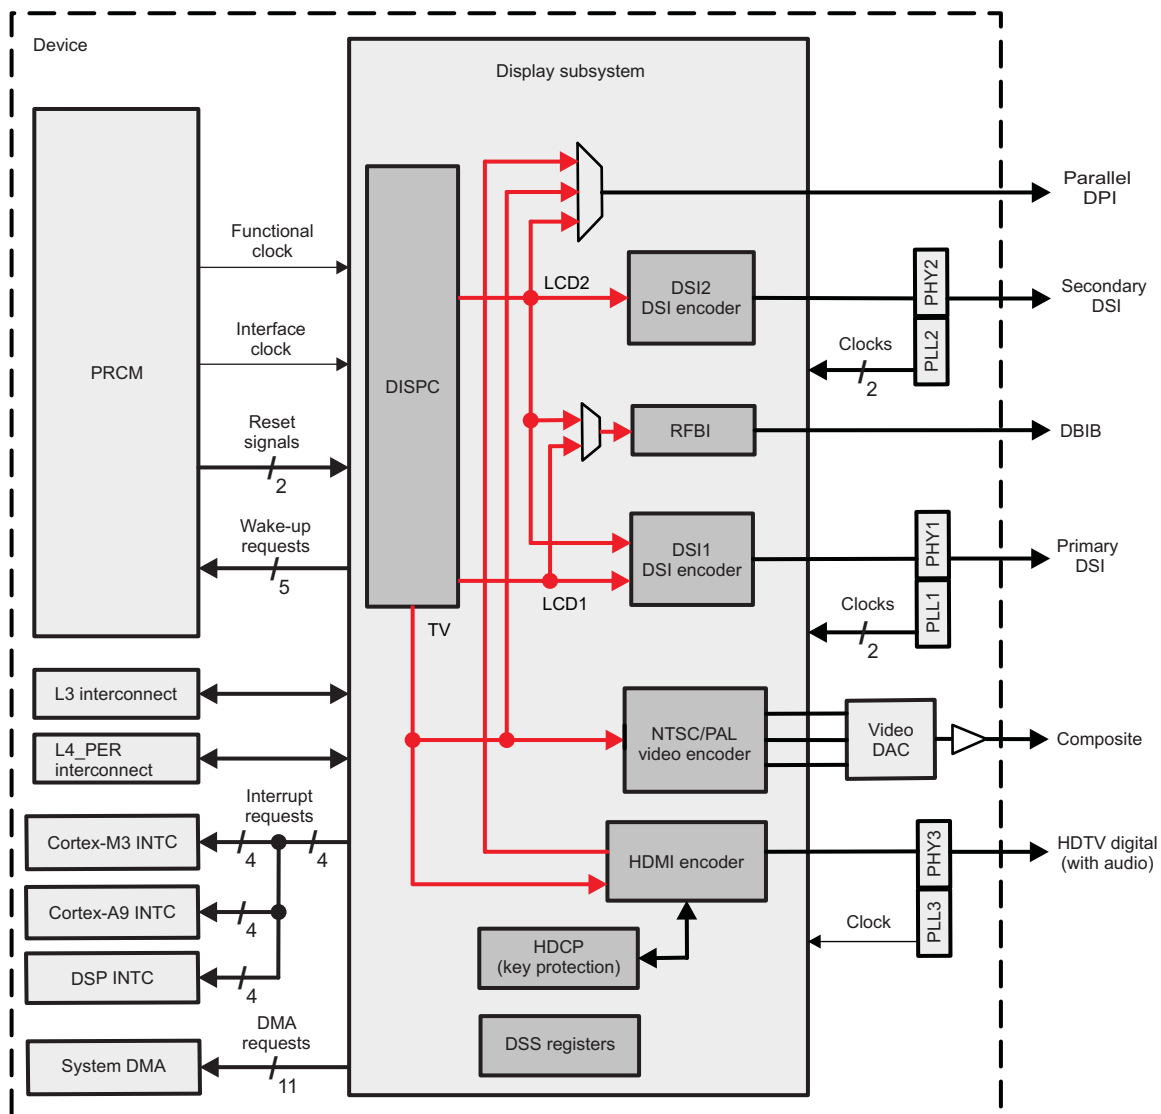 Device
Display subsystem
PRCM
Functional
clock
Interface
clock
Reset
signals
2
Wake-up
requests
5
DISPC
LCD2
LCD1
TV
DSI2
DSI encoder
RFBI
DSI1
DSI encoder
NTSC/PAL
video encoder
HDMI encoder
HDCP
(key protection)
DSS registers
Parallel
DPI
PHY2
PLL2
Secondary
DSI
Clocks
2
DBIB
PHY1
PLL1
Primary
DSI
Clocks
2
Video
DAC
Composite
PHY3
PLL3
HDTV digital
(with audio)
Clock
L3 interconnect
L4_PER
interconnect
Interrupt
requests
Cortex-M3 INTC
4
4
Cortex-A9 INTC
4
DSP INTC
4
DMA
requests
System DMA
11